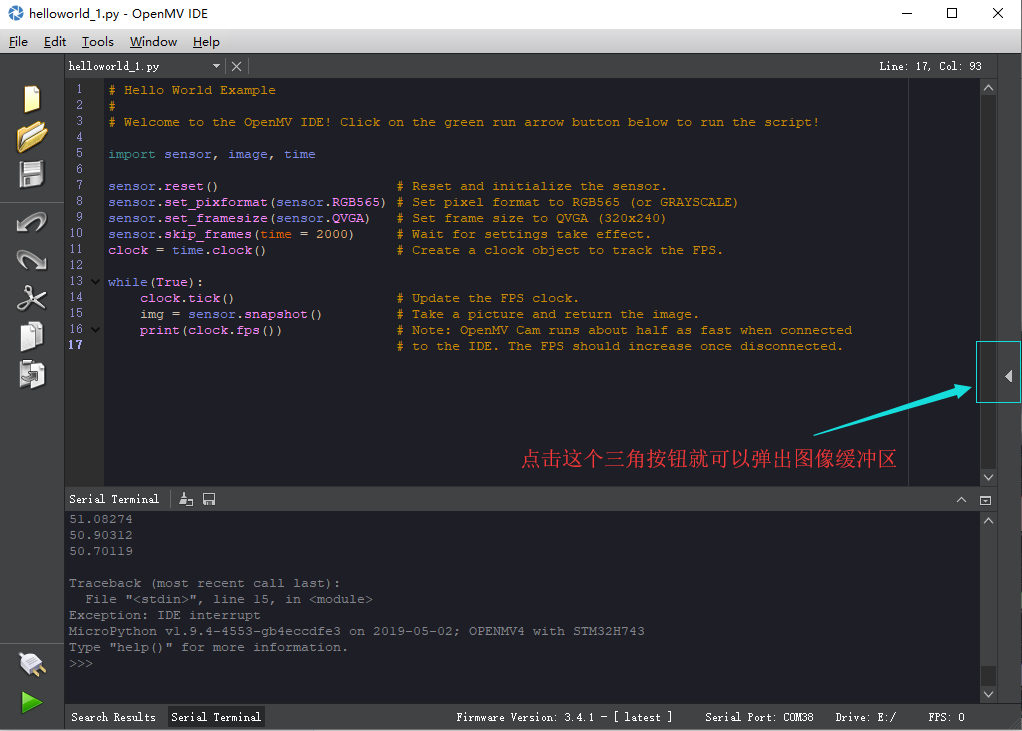 helloworld_1.py - OpenMV IDE
File Edit Tools Window Help
helloworld_1.py Line: 17, Col: 93
1 # Hello World Example
2 #
3 # Welcome to the OpenMV IDE! Click on the green run arrow button below to run the script!
4
5 import sensor, image, time
6
7 sensor.reset() # Reset and initialize the sensor.
8 sensor.set_pixformat(sensor.RGB565) # Set pixel format to RGB565 (or GRAYSCALE)
9 sensor.set_framesize(sensor.QVGA) # Set frame size to QVGA (320x240)
10 sensor.skip_frames(time = 2000) # Wait for settings take effect.
11 clock = time.clock() # Create a clock object to track the FPS.
12
13 while(True):
14 clock.tick() # Update the FPS clock.
15 img = sensor.snapshot() # Take a picture and return the image.
16 print(clock.fps()) # Note: OpenMV Cam runs about half as fast when connected
17 # to the IDE. The FPS should increase once disconnected.
点击这个三角按钮就可以弹出图像缓冲区
Serial Terminal
51.08274
50.90312
50.70119
Traceback (most recent call last):
File "<stdin>", line 15, in <module>
Exception: IDE interrupt
MicroPython v1.9.4-4553-gb4eccdfe3 on 2019-05-02; OPENMV4 with STM32H743
Type "help()" for more information.
>>>
Search Results Serial Terminal Firmware Version: 3.4.1 - [ latest ] Serial Port: COM38 Drive: E:/ FPS: 0